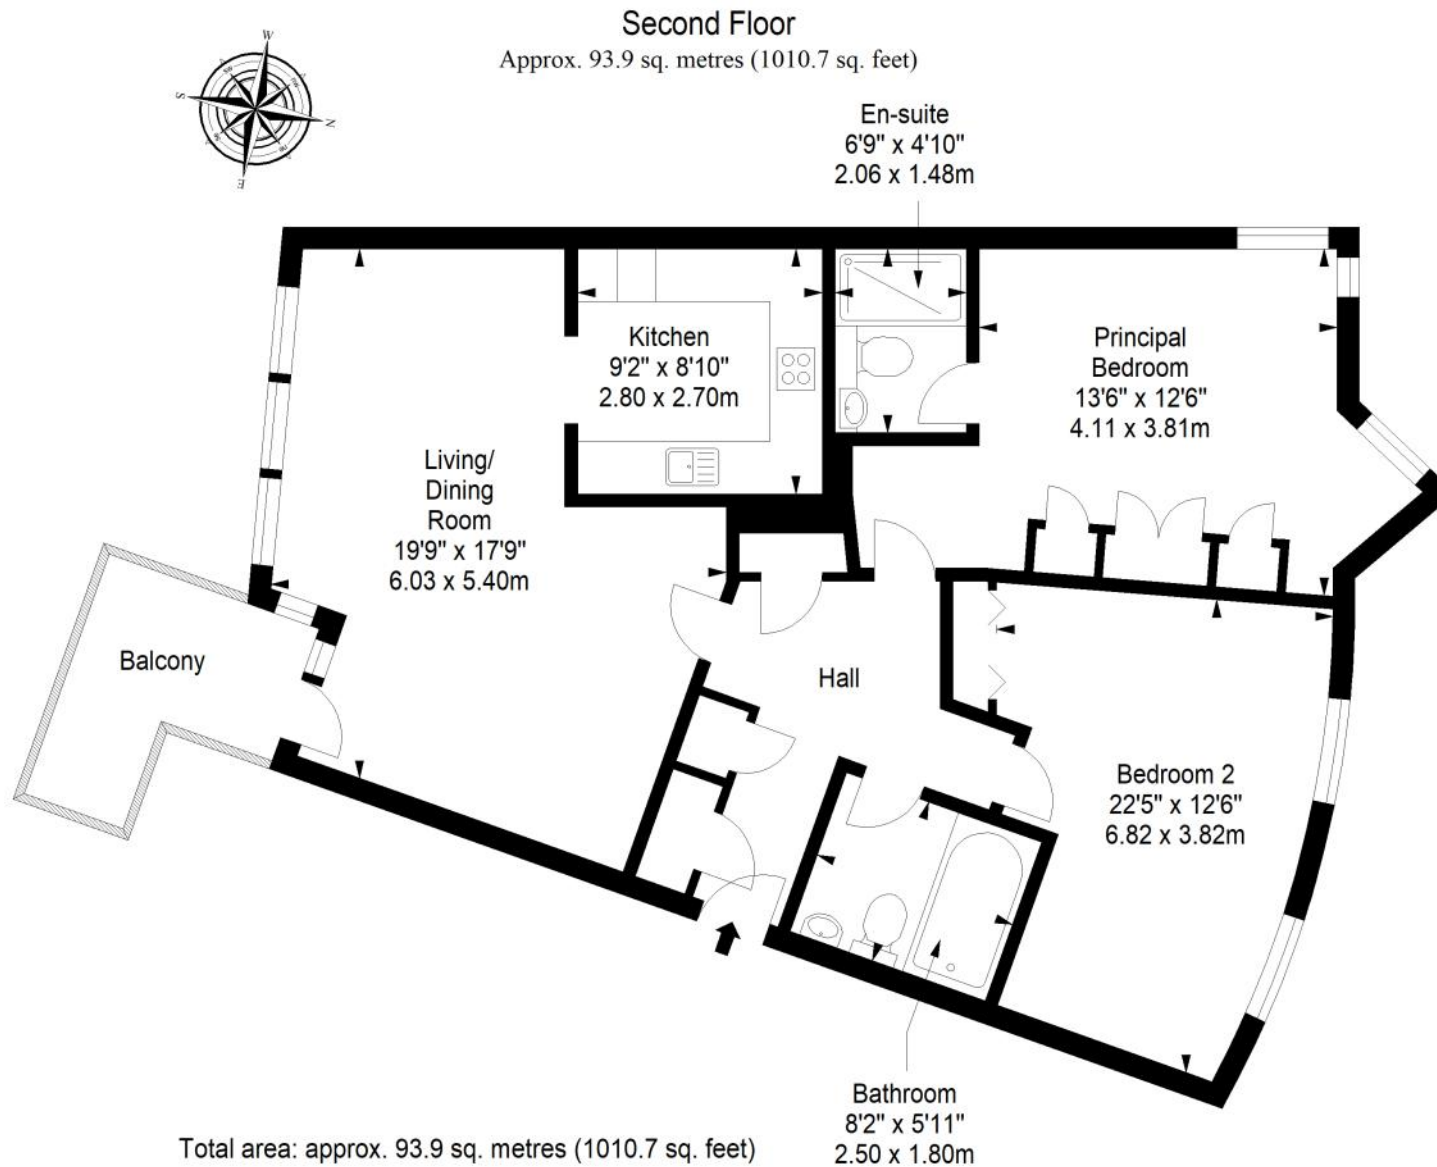 Second Floor
Approx. 93.9 sq. metres (1010.7 sq. feet)
W
S
N
E
En-suite
6'9" x 4'10"
2.06 x 1.48m
Kitchen
9'2" x 8'10"
2.80 x 2.70m
Principal
Bedroom
13'6" x 12'6"
4.11 x 3.81m
Living/
Dining
Room
19'9" x 17'9"
6.03 x 5.40m
Balcony
Hall
Bedroom 2
22'5" x 12'6"
6.82 x 3.82m
Bathroom
8'2" x 5'11"
2.50 x 1.80m
Total area: approx. 93.9 sq. metres (1010.7 sq. feet)